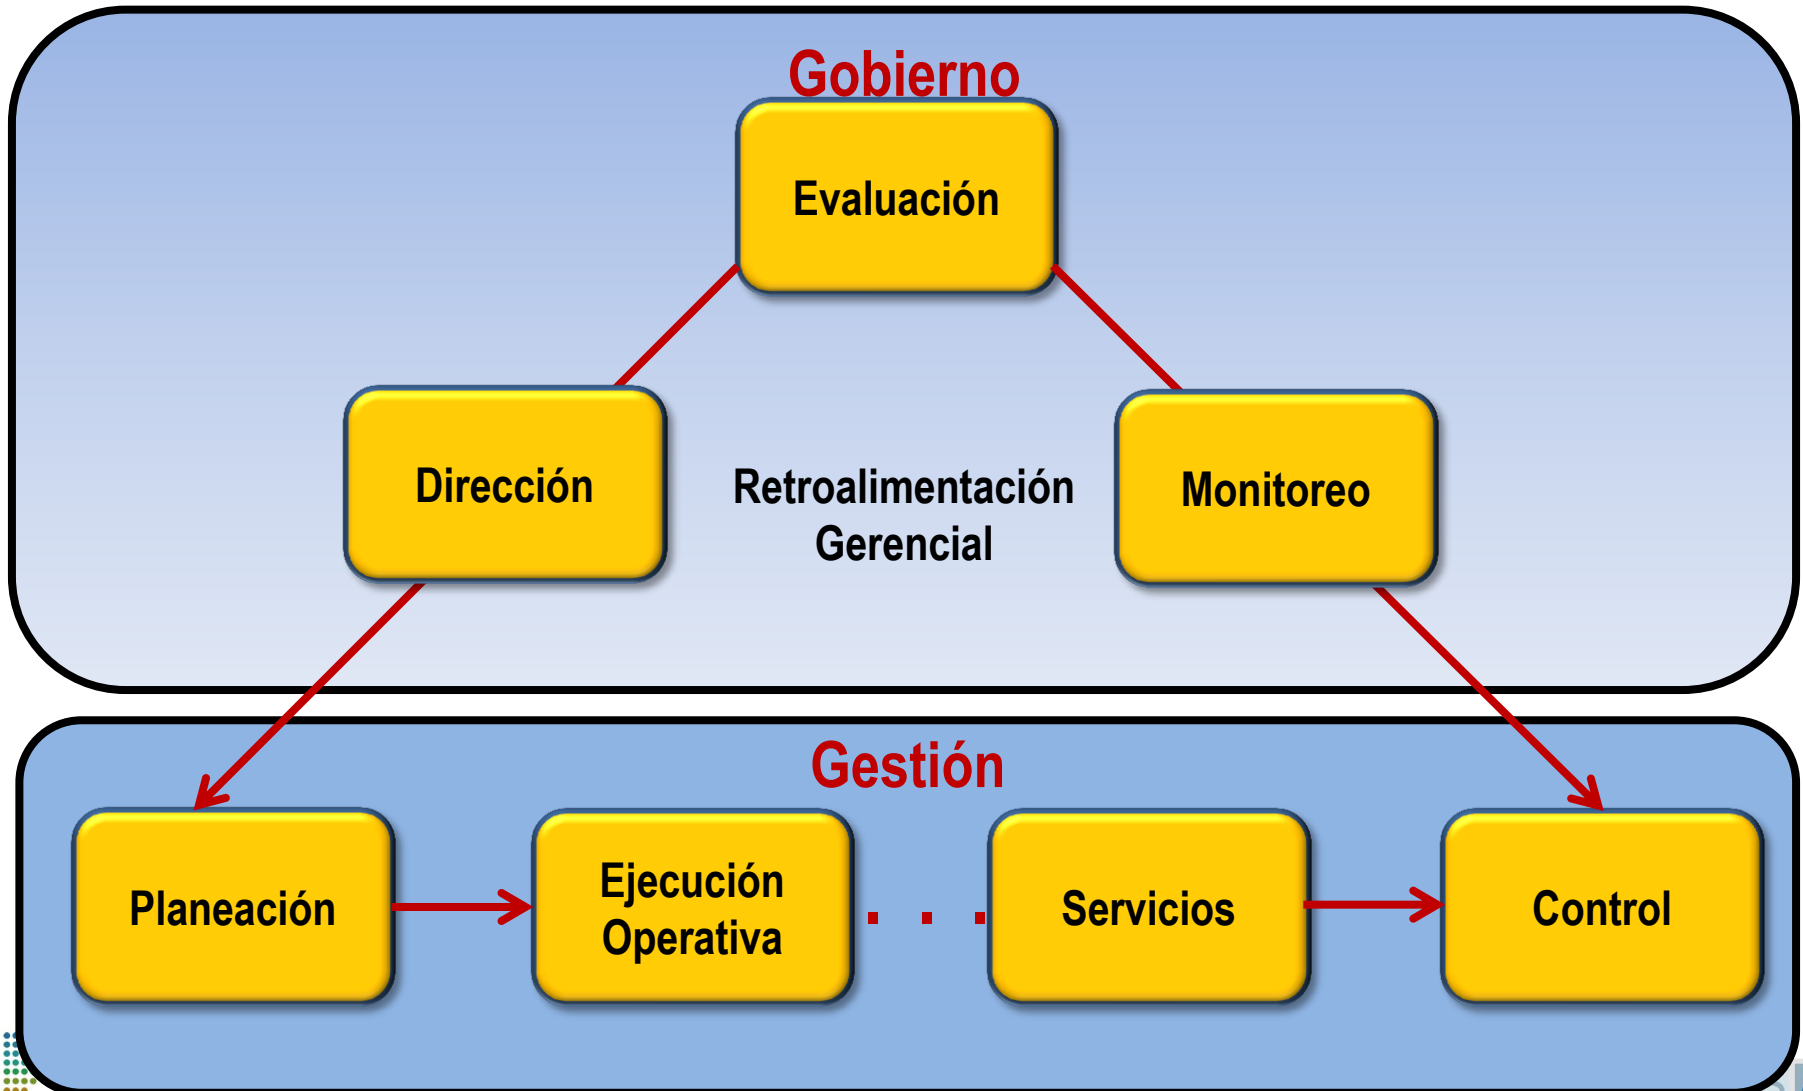 Gobierno
Evaluación
Dirección
Retroalimentación
Gerencial
Monitoreo
Gestión
Planeación
Ejecución
Operativa
. . .
Servicios
Control